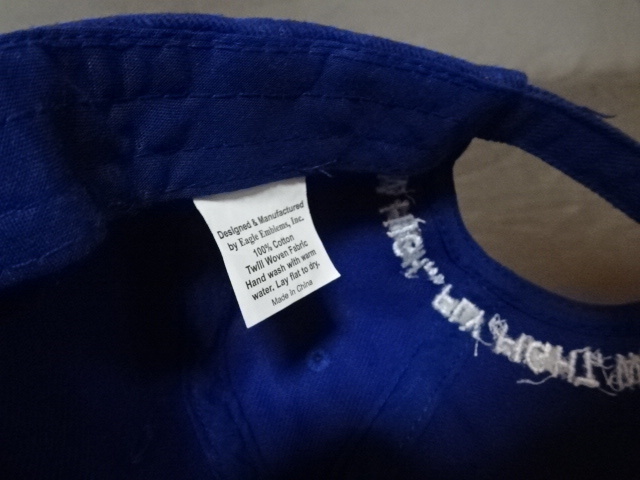 Designed & Manufactured
by Eagle Emblems, Inc.
100% Cotton
Twill Woven Fabric
Hand wash with warm
water. Lay flat to dry.
Made in China